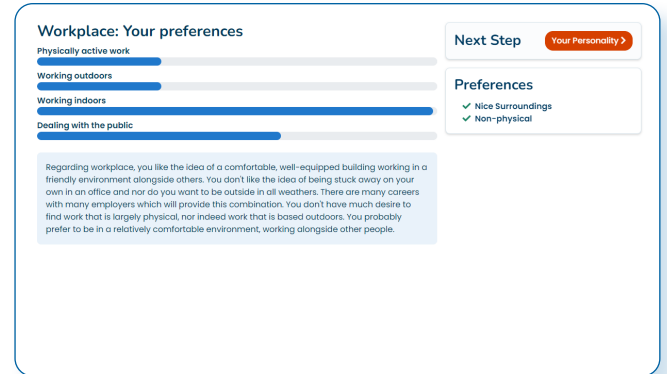 Workplace: Your preferences
Physically active work
Working outdoors
Working indoors
Dealing with the public
Regarding workplace, you like the idea of a comfortable, well-equipped building working in a
friendly environment alongside others. You don't like the idea of being stuck away on your
own in an office and nor do you want to be outside in all weathers. There are many careers
with many employers which will provide this combination. You don't have much desire to
find work that is largely physical, nor indeed work that is based outdoors. You probably
prefer to be in a relatively comfortable environment, working alongside other people.
Next Step
Your Personality
Preferences
Nice Surroundings
Non-physical